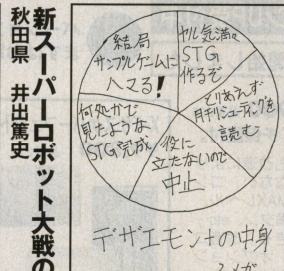 新スーパーロボット大戦の
秋田県 井出篤史
ヤル気満々
STG
作るぞ
とりあえず
月刊シューティングを
読む
役に
立たないので
中止
何処かで
見たような
STG完成
結局
サンプルゲームに
ハマる!
デザエモン+の中身